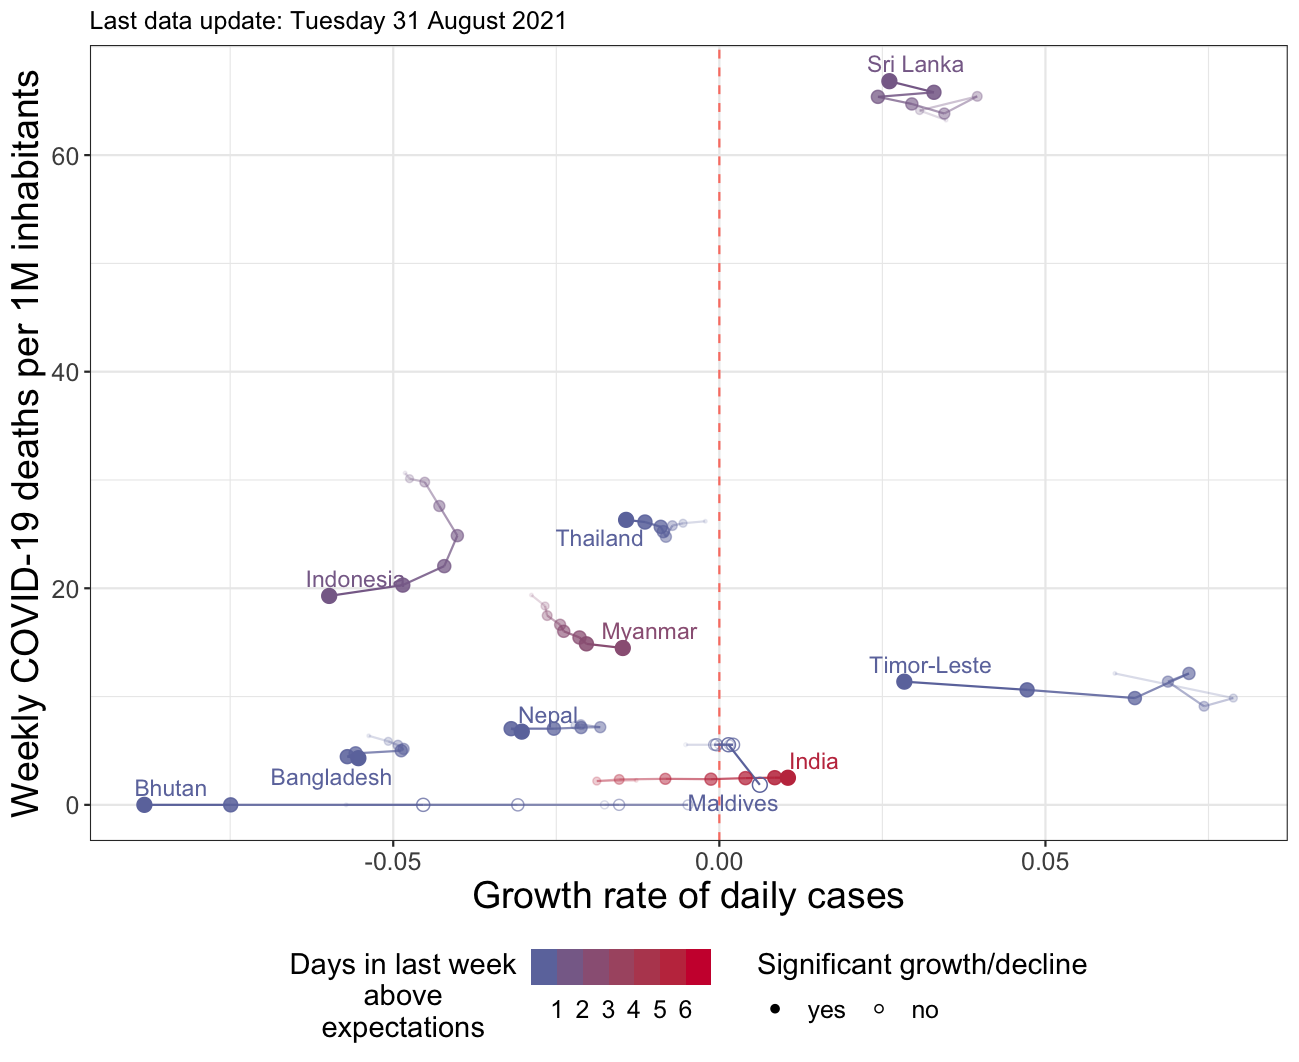 Last data update: Tuesday 31 August 2021
Sri Lanka
60
40
Thailand
Indonesia
20
Myanmar
Timor-Leste
Nepal
India
Bangladesh
Bhutan
Maldives
0
Weekly COVID-19 deaths per 1M inhabitants
-0.05
0.00
0.05
Growth rate of daily cases
Days in last week
above
expectations
1 2 3 4 5 6
Significant growth/decline
yes
no